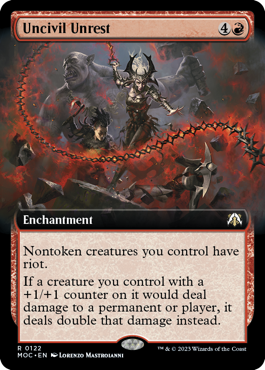 Uncivil Unrest 4
Enchantment
Nontoken creatures you control have
riot.
If a creature you control with a
+1/+1 counter on it would deal
damage to a permanent or player, it
deals double that damage instead.
R 0122
MOC • EN LORENZO MASTROIANNI
™ & © 2023 Wizards of the Coast